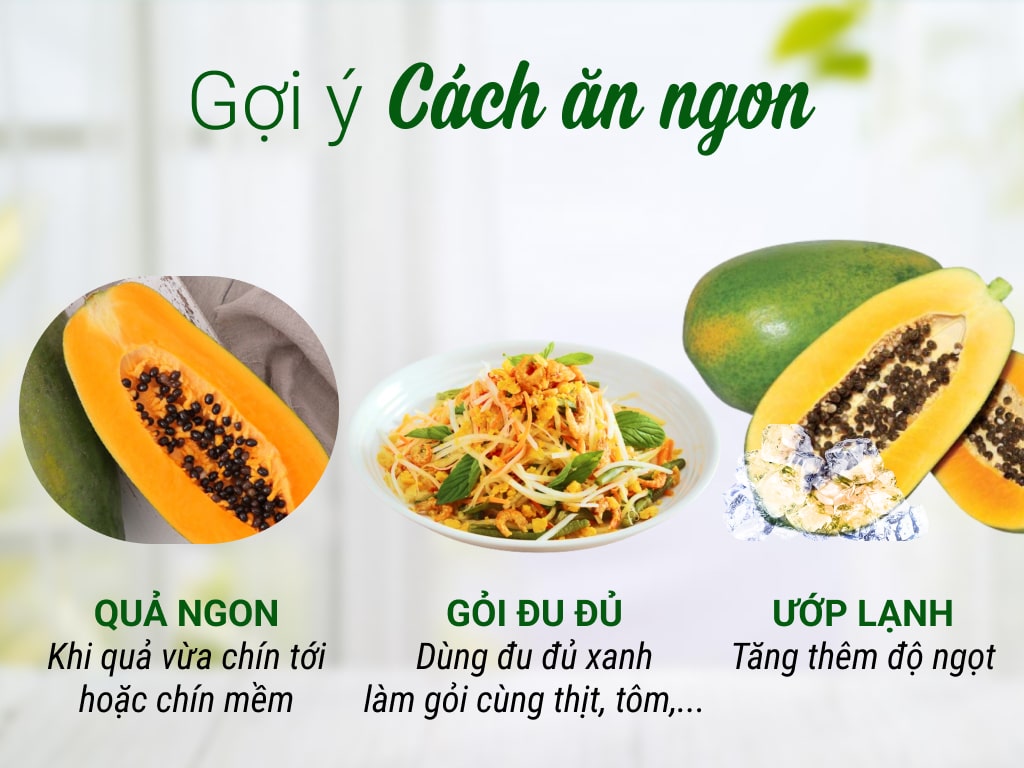 Gợi ý Cách ăn ngon
QUẢ NGON
Khi quả vừa chín tới
hoặc chín mềm
GỎI ĐU ĐỦ
Dùng đu đủ xanh
làm gỏi cùng thịt, tôm,...
ƯỚP LẠNH
Tăng thêm độ ngọt